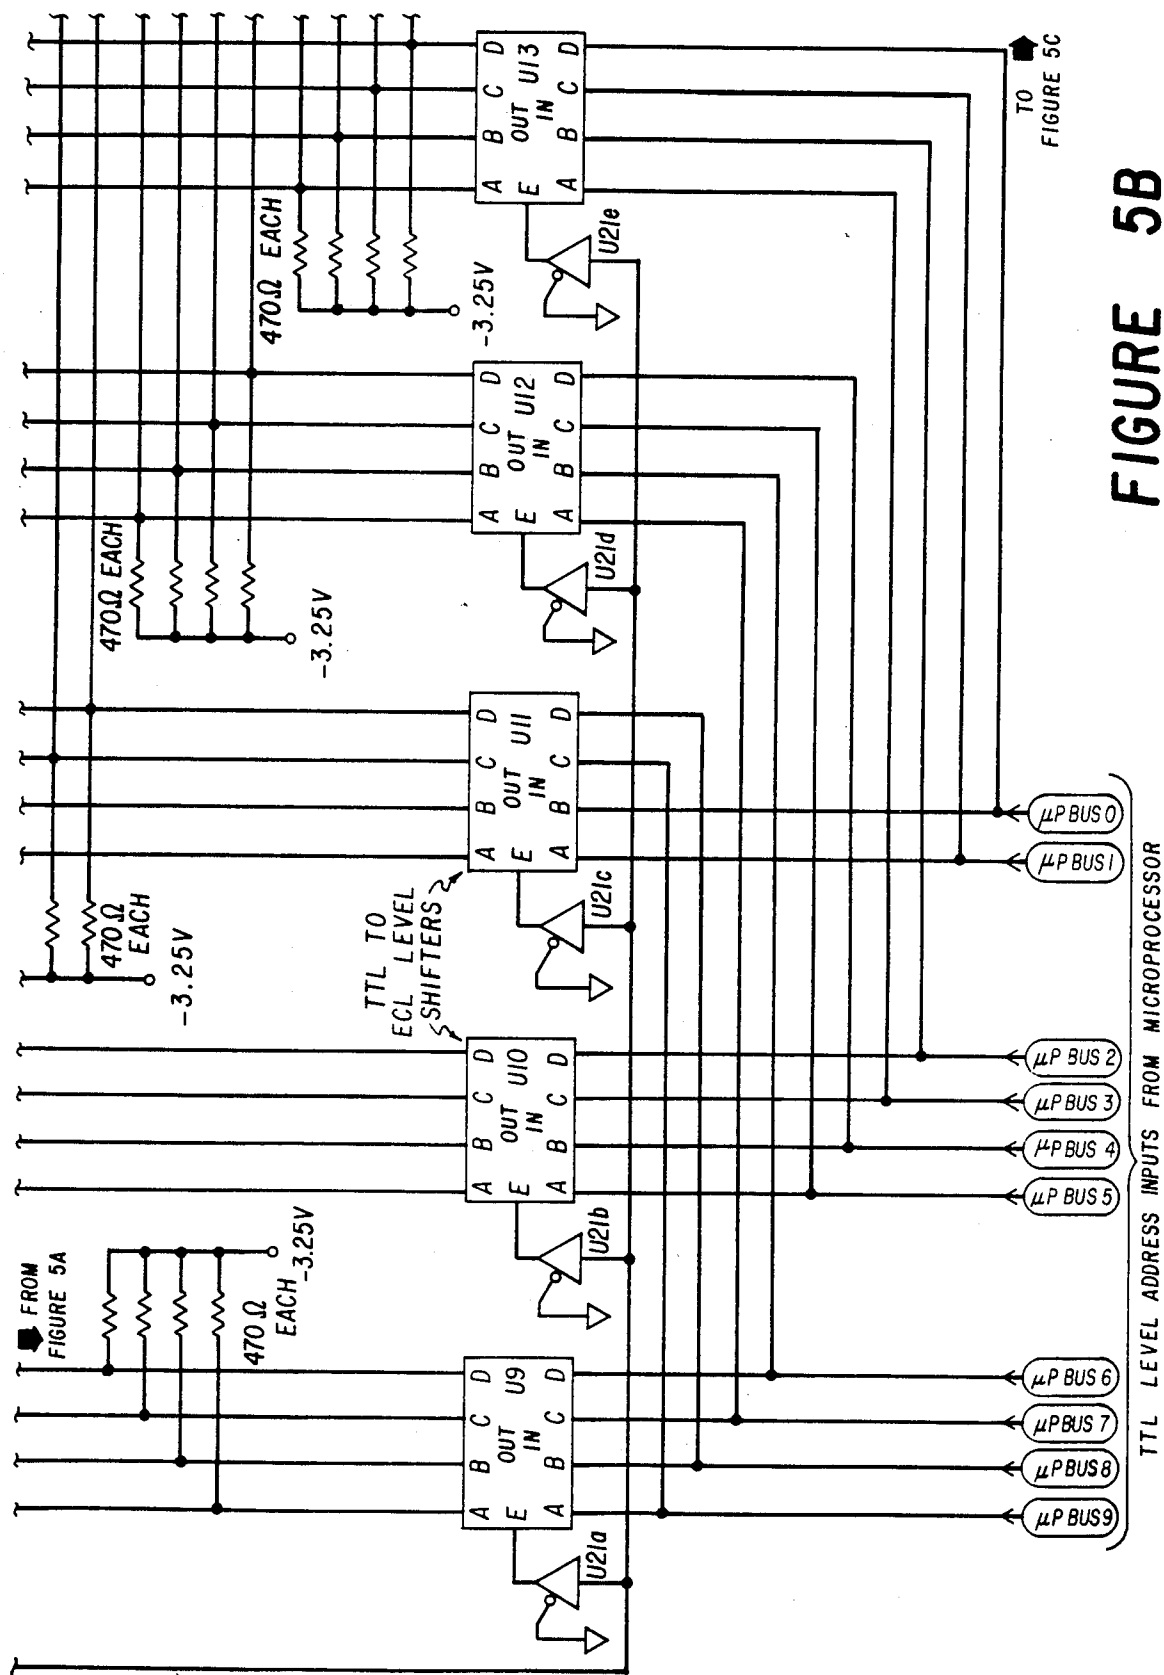 FROM
FIGURE 5A
470Ω
EACH
-3.25V
470Ω
EACH
-3.25V
470Ω EACH
-3.25V
470Ω EACH
-3.25V
TTL TO
ECL LEVEL
SHIFTERS
A B C D
OUT U9
E IN
A B C D
U21a
A B C D
OUT U10
E IN
A B C D
U21b
A B C D
OUT U11
E IN
A B C D
U21c
A B C D
OUT U12
E IN
A B C D
U21d
A B C D
OUT U13
E IN
A B C D
U21e
μP BUS 0
μP BUS 1
μP BUS 2
μP BUS 3
μP BUS 4
μP BUS 5
μP BUS 6
μP BUS 7
μP BUS 8
μP BUS 9
TTL LEVEL ADDRESS INPUTS FROM MICROPROCESSOR
TO
FIGURE 5C
FIGURE 5B